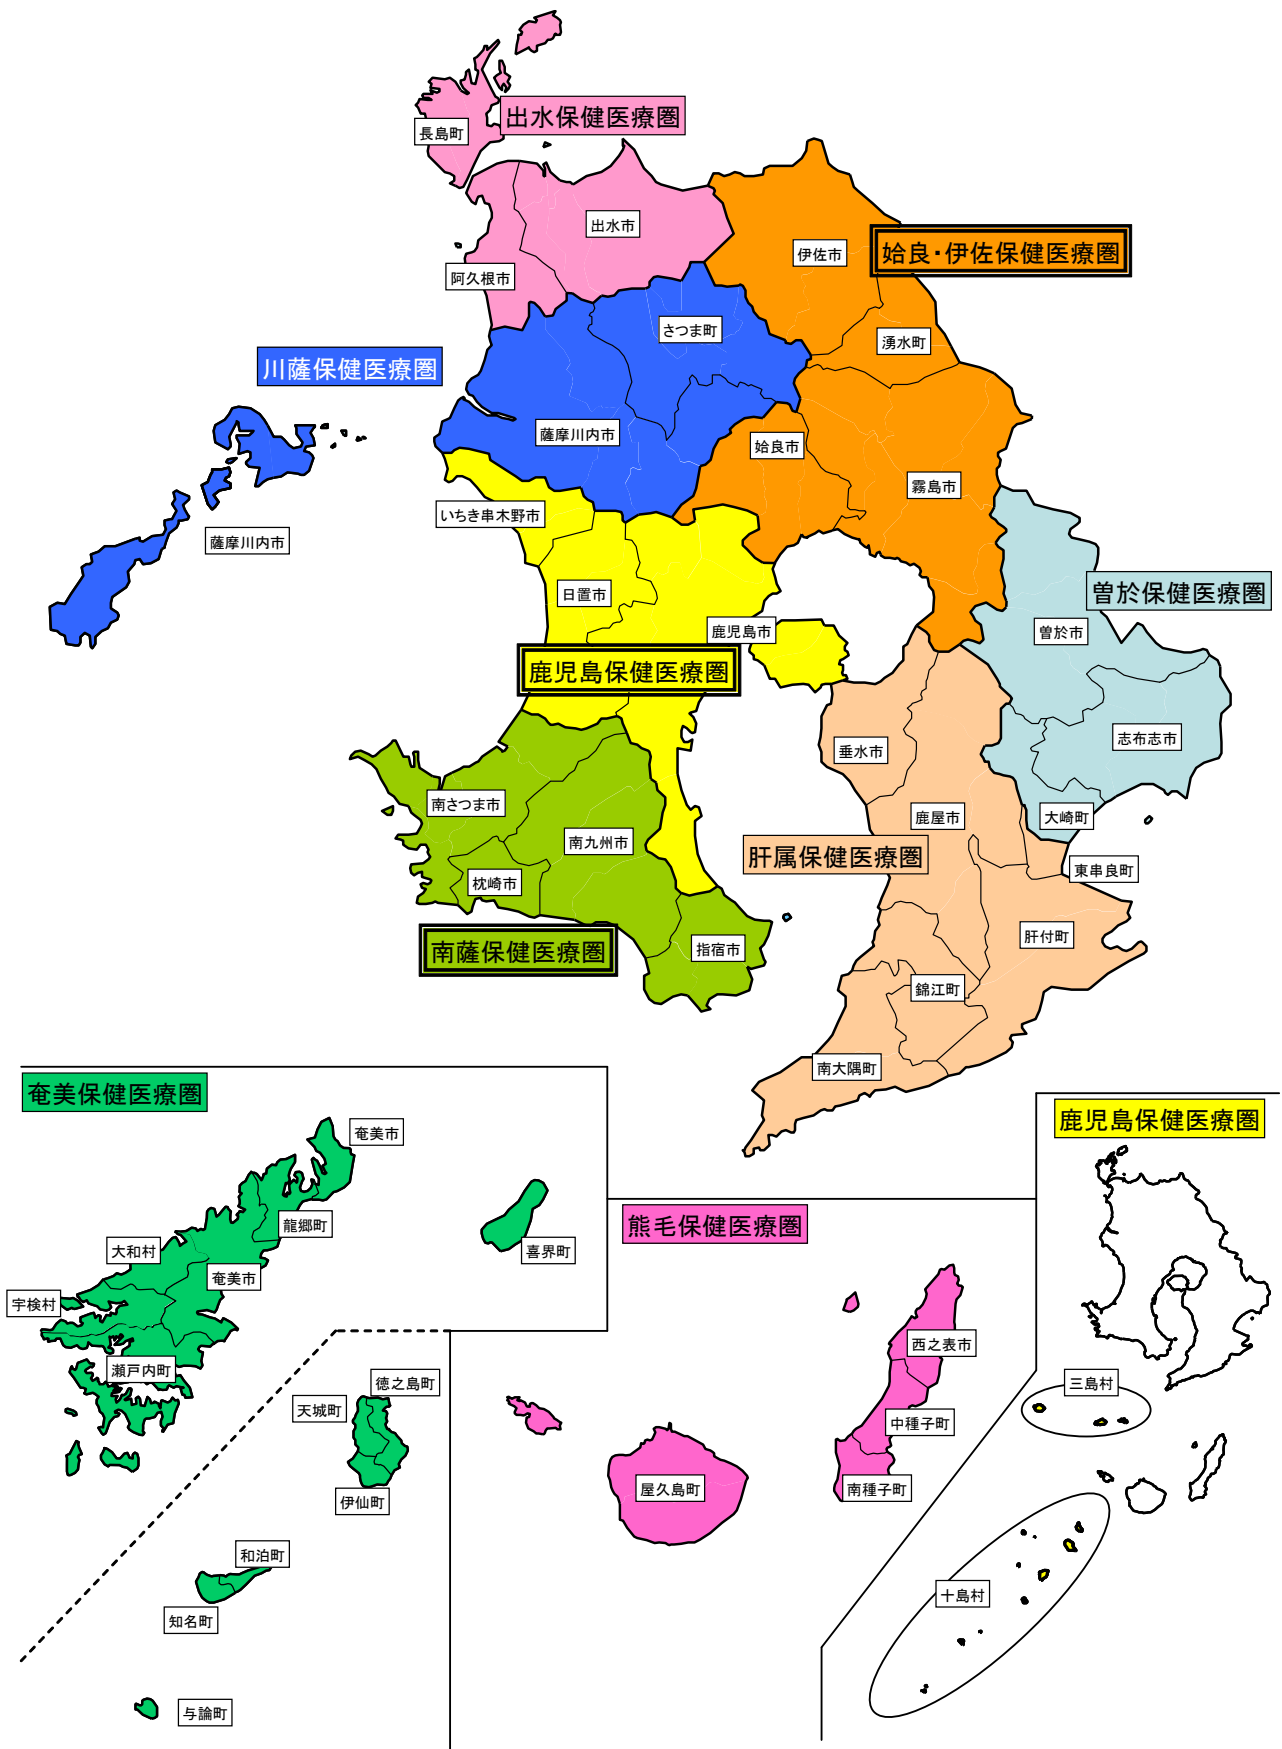 出水保健医療圏
長島町
出水市
阿久根市
伊佐市
始良・伊佐保健医療圏
さつま町
湧水町
川薩保健医療圏
薩摩川内市
始良市
霧島市
いちき串木野市
薩摩川内市
日置市
鹿児島市
曽於保健医療圏
曽於市
鹿児島保健医療圏
垂水市
志布志市
南さつま市
鹿屋市
大崎町
南九州市
肝属保健医療圏
枕崎市
東串良町
南薩保健医療圏
指宿市
肝付町
錦江町
南大隅町
奄美保健医療圏
奄美市
龍郷町
大和村
奄美市
喜界町
宇検村
瀬戸内町
徳之島町
天城町
伊仙町
和泊町
知名町
与論町
熊毛保健医療圏
西之表市
中種子町
屋久島町
南種子町
鹿児島保健医療圏
三島村
十島村